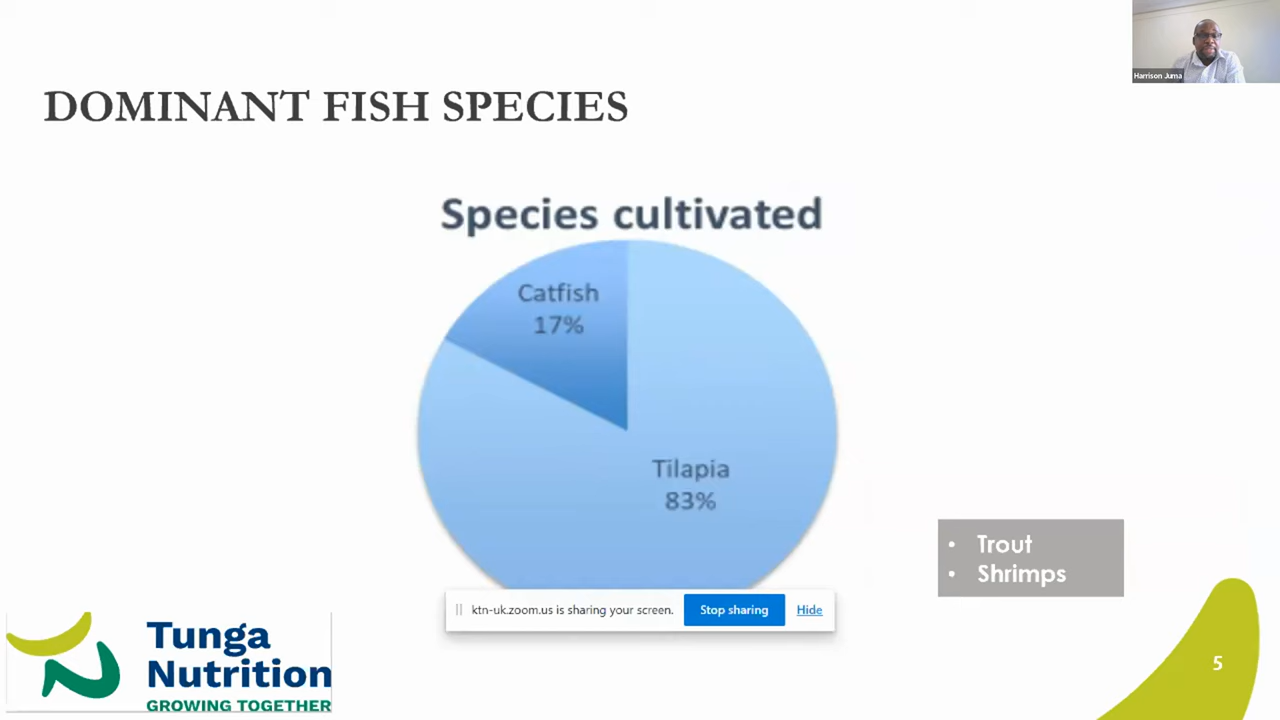 Harrison Juma
DOMINANT FISH SPECIES
Species cultivated
Catfish
17%
Tilapia
83%
• Trout
• Shrimps
ktn-uk.zoom.us is sharing your screen.
Stop sharing
Hide
Tunga
Nutrition
GROWING TOGETHER
5